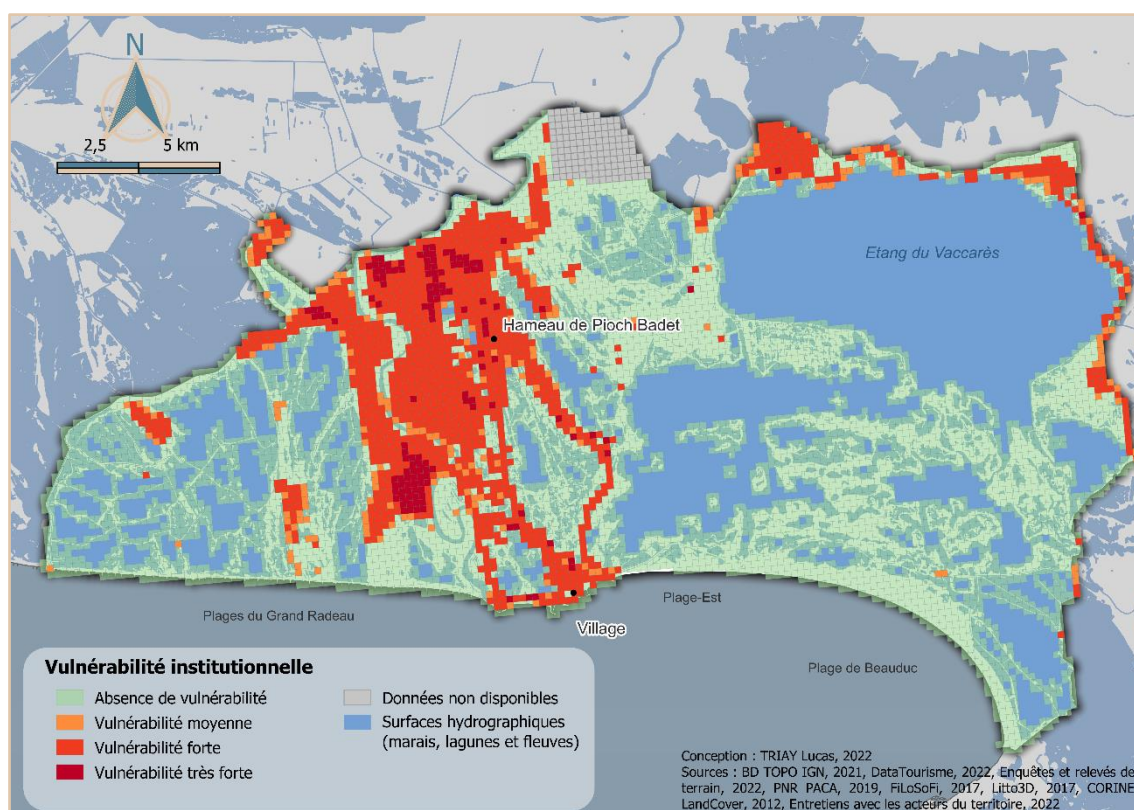 N
2,5
5 km
Etang du Vaccarès
Hameau de Pioch Badet
Plages du Grand Radeau
Plage-Est
Village
Plage de Beauduc
Vulnérabilité institutionnelle
Absence de vulnérabilité
Vulnérabilité moyenne
Vulnérabilité forte
Vulnérabilité très forte
Données non disponibles
Surfaces hydrographiques
(marais, lagunes et fleuves)
Conception : TRIAY Lucas, 2022
Sources : BD TOPO IGN, 2021, DataTourisme, 2022, Enquêtes et relevés de
terrain, 2022, PNR PACA, 2019, FiLoSoFi, 2017, Litto3D, 2017, CORINE
LandCover, 2012, Entretiens avec les acteurs du territoire, 2022